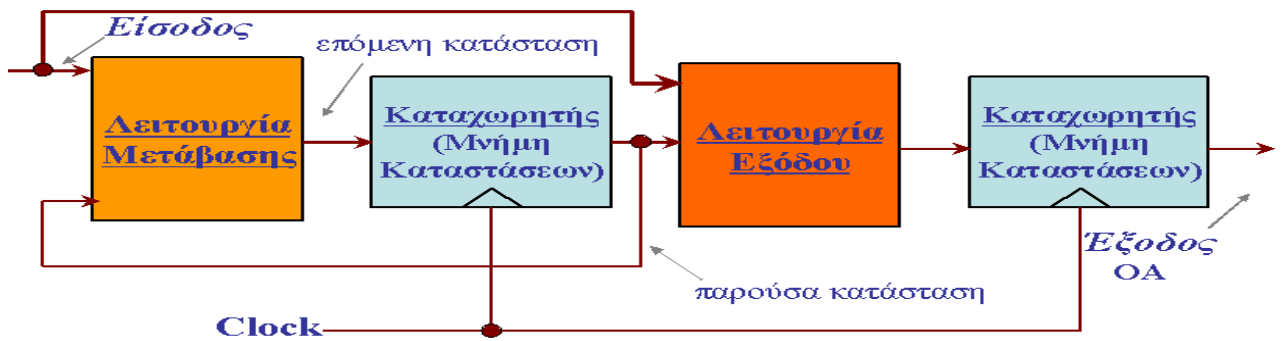 Είσοδος
επόμενη κατάσταση
Λειτουργία
Μετάβασης
Καταχωρητής
(Μνήμη
Καταστάσεων)
Λειτουργία
Εξόδου
Καταχωρητής
(Μνήμη
Καταστάσεων)
Έξοδος
ΟΑ
παρούσα κατάσταση
Clock